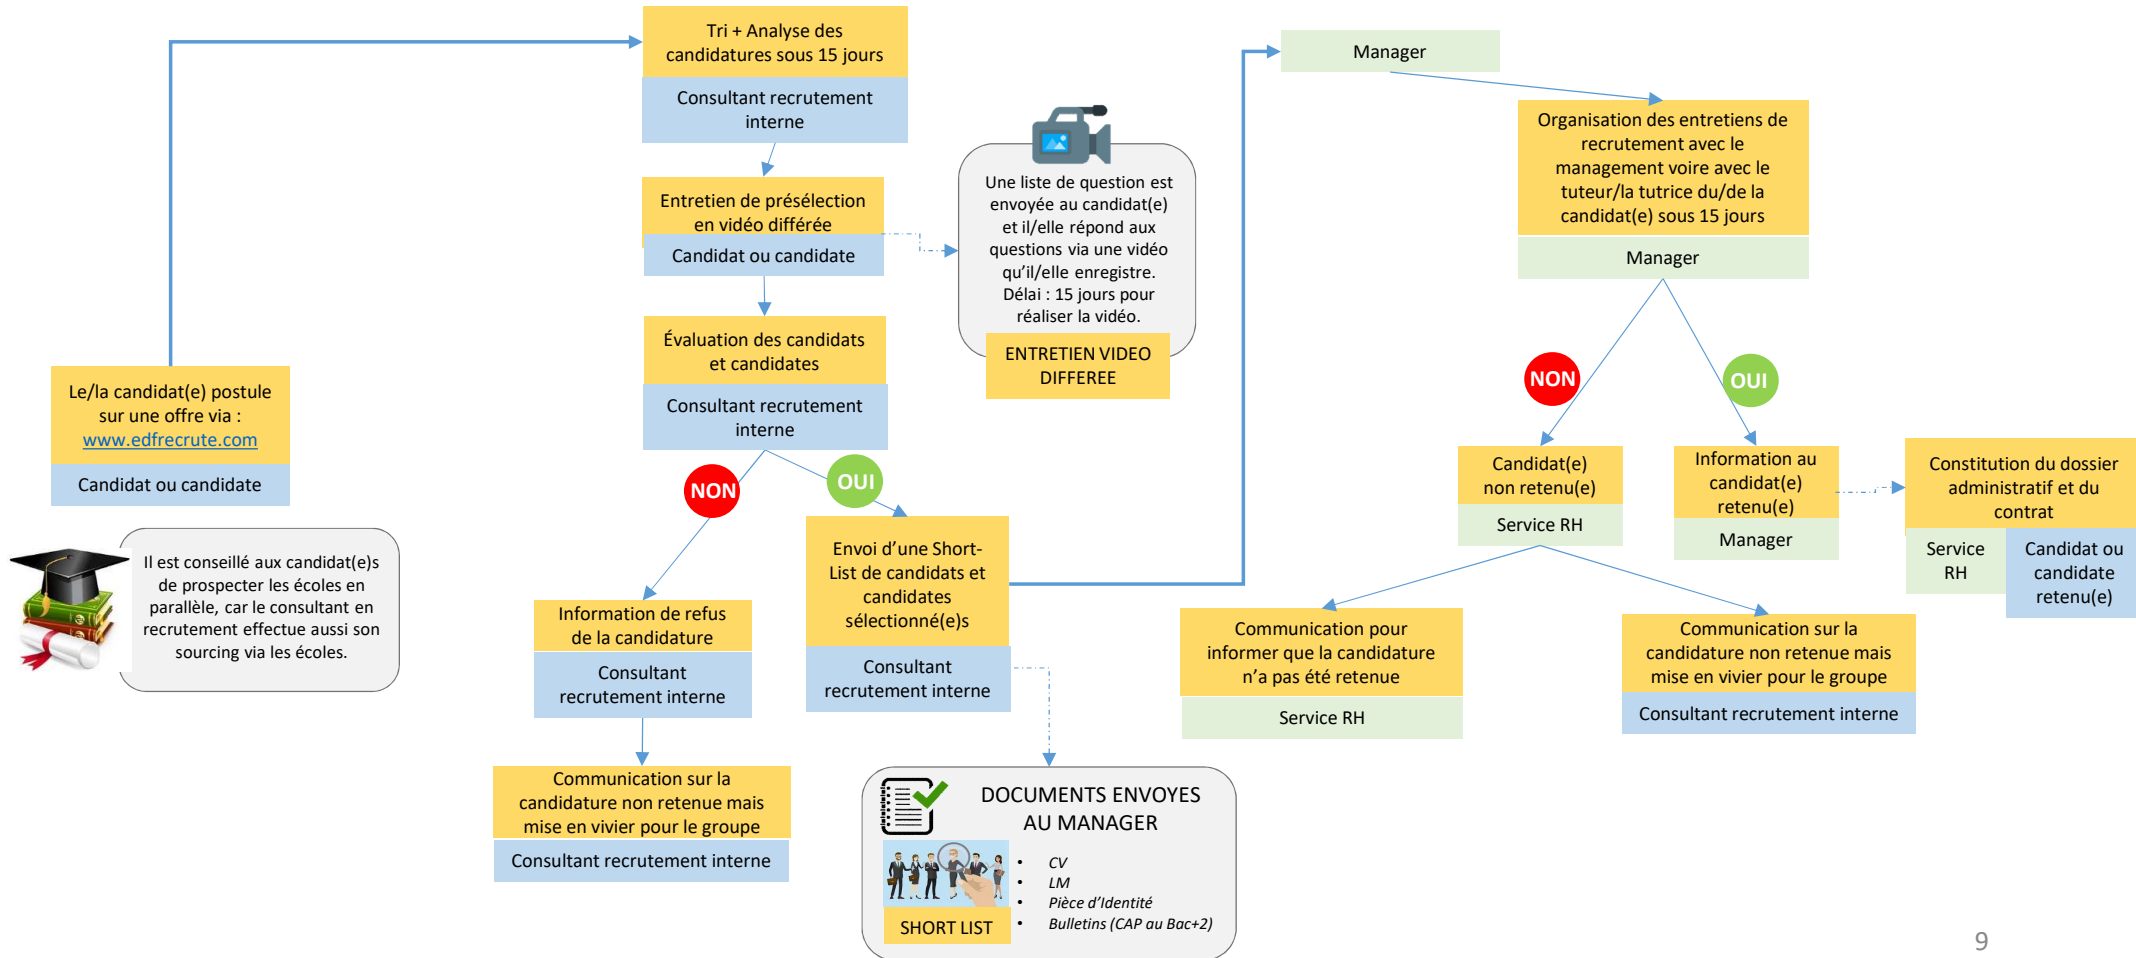 Le/la candidat(e) postule
sur une offre via :
www.edfrecrute.com
Candidat ou candidate
Il est conseillé aux candidat(e)s
de prospecter les écoles en
parallèle, car le consultant en
recrutement effectue aussi son
sourcing via les écoles.
Tri + Analyse des
candidatures sous 15 jours
Consultant recrutement
interne
Entretien de présélection
en vidéo différée
Candidat ou candidate
Une liste de question est
envoyée au candidat(e)
et il/elle répond aux
questions via une vidéo
qu’il/elle enregistre.
Délai : 15 jours pour
réaliser la vidéo.
ENTRETIEN VIDEO
DIFFEREE
Évaluation des candidats
et candidates
Consultant recrutement
interne
NON
OUI
Information de refus
de la candidature
Consultant
recrutement interne
Communication sur la
candidature non retenue mais
mise en vivier pour le groupe
Consultant recrutement interne
Envoi d’une Short-
List de candidats et
candidates
sélectionné(e)s
Consultant
recrutement interne
DOCUMENTS ENVOYES
AU MANAGER
• CV
• LM
• Pièce d’Identité
• Bulletins (CAP au Bac+2)
SHORT LIST
Manager
Organisation des entretiens de
recrutement avec le
management voire avec le
tuteur/la tutrice du/de la
candidat(e) sous 15 jours
Manager
NON
OUI
Candidat(e)
non retenu(e)
Service RH
Information au
candidat(e)
retenu(e)
Manager
Constitution du dossier
administratif et du
contrat
Service
RH
Candidat ou
candidate
retenu(e)
Communication pour
informer que la candidature
n’a pas été retenue
Service RH
Communication sur la
candidature non retenue mais
mise en vivier pour le groupe
Consultant recrutement interne
9